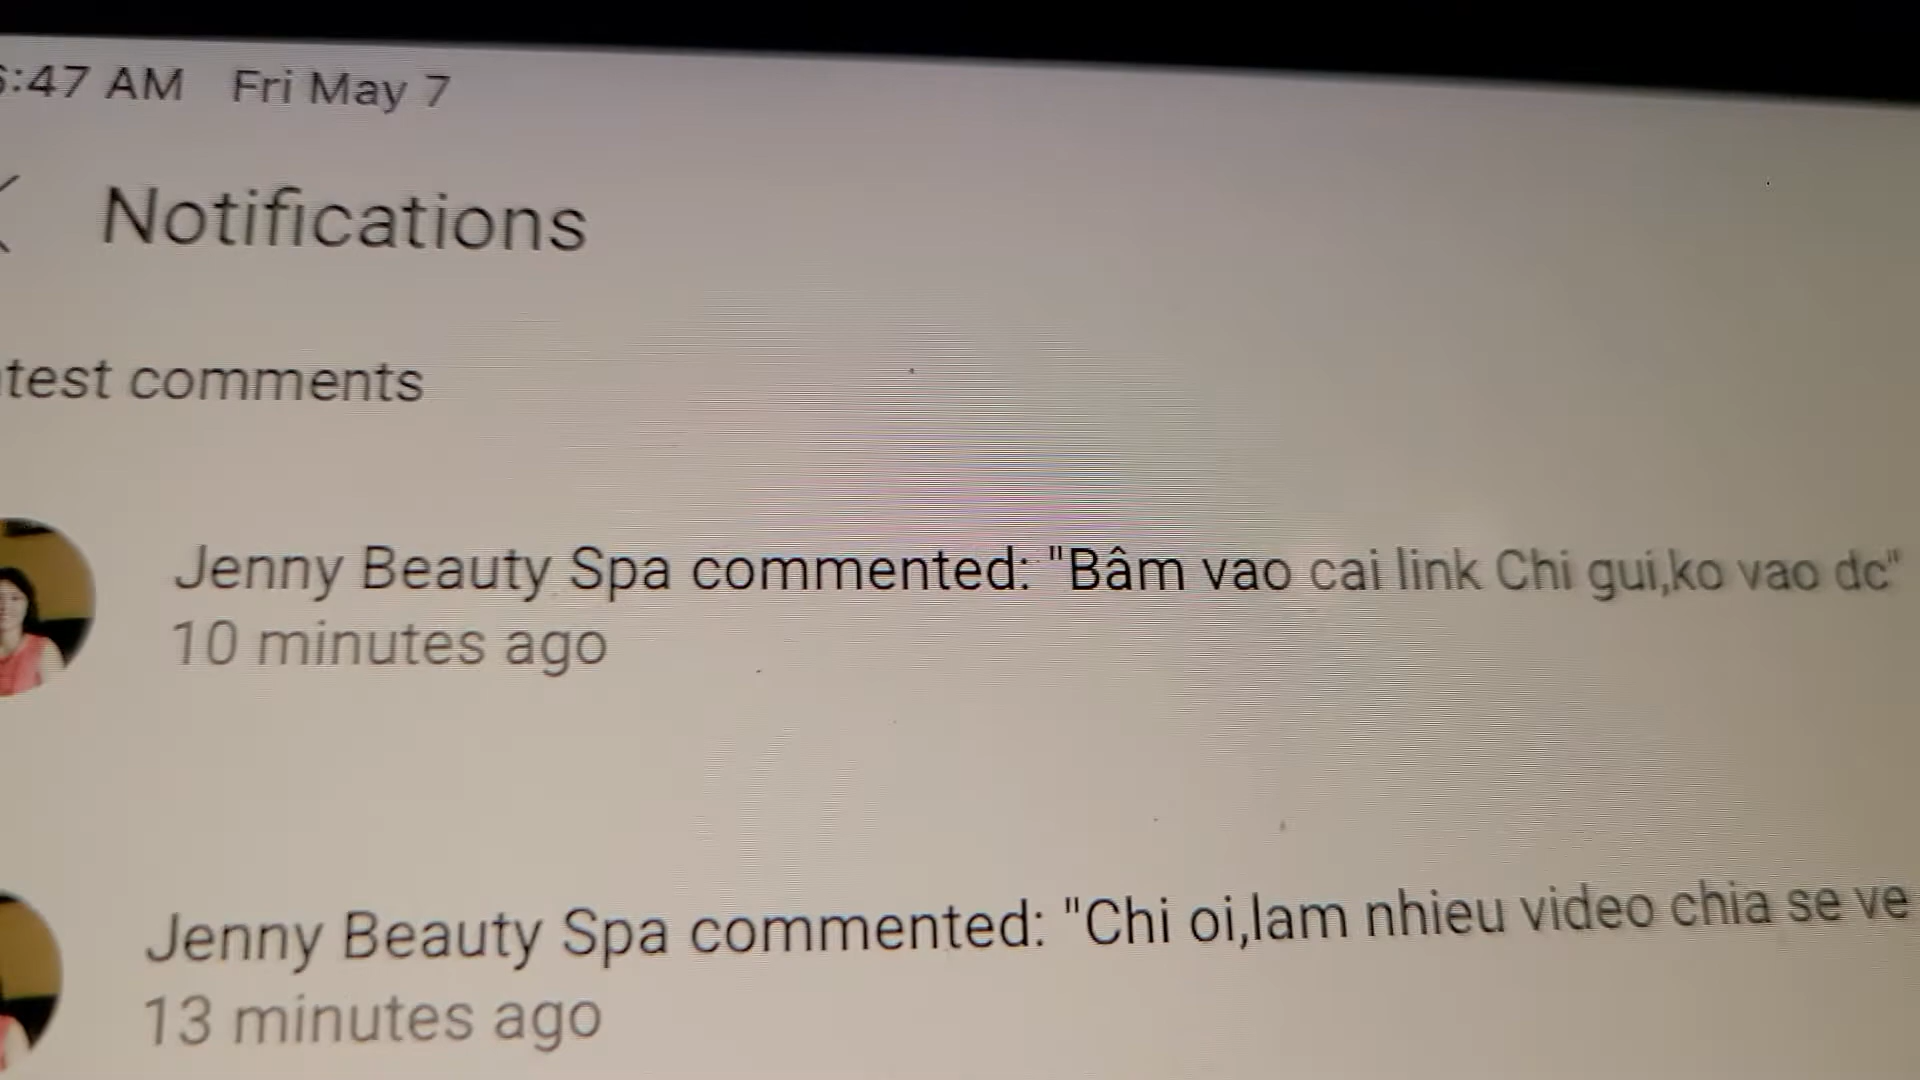 :47 AM Fri May 7
Notifications
test comments
Jenny Beauty Spa commented: "Bâm vao cai link Chi gui,ko vao dc"
10 minutes ago
Jenny Beauty Spa commented: "Chi oi,lam nhieu video chia se ve
13 minutes ago